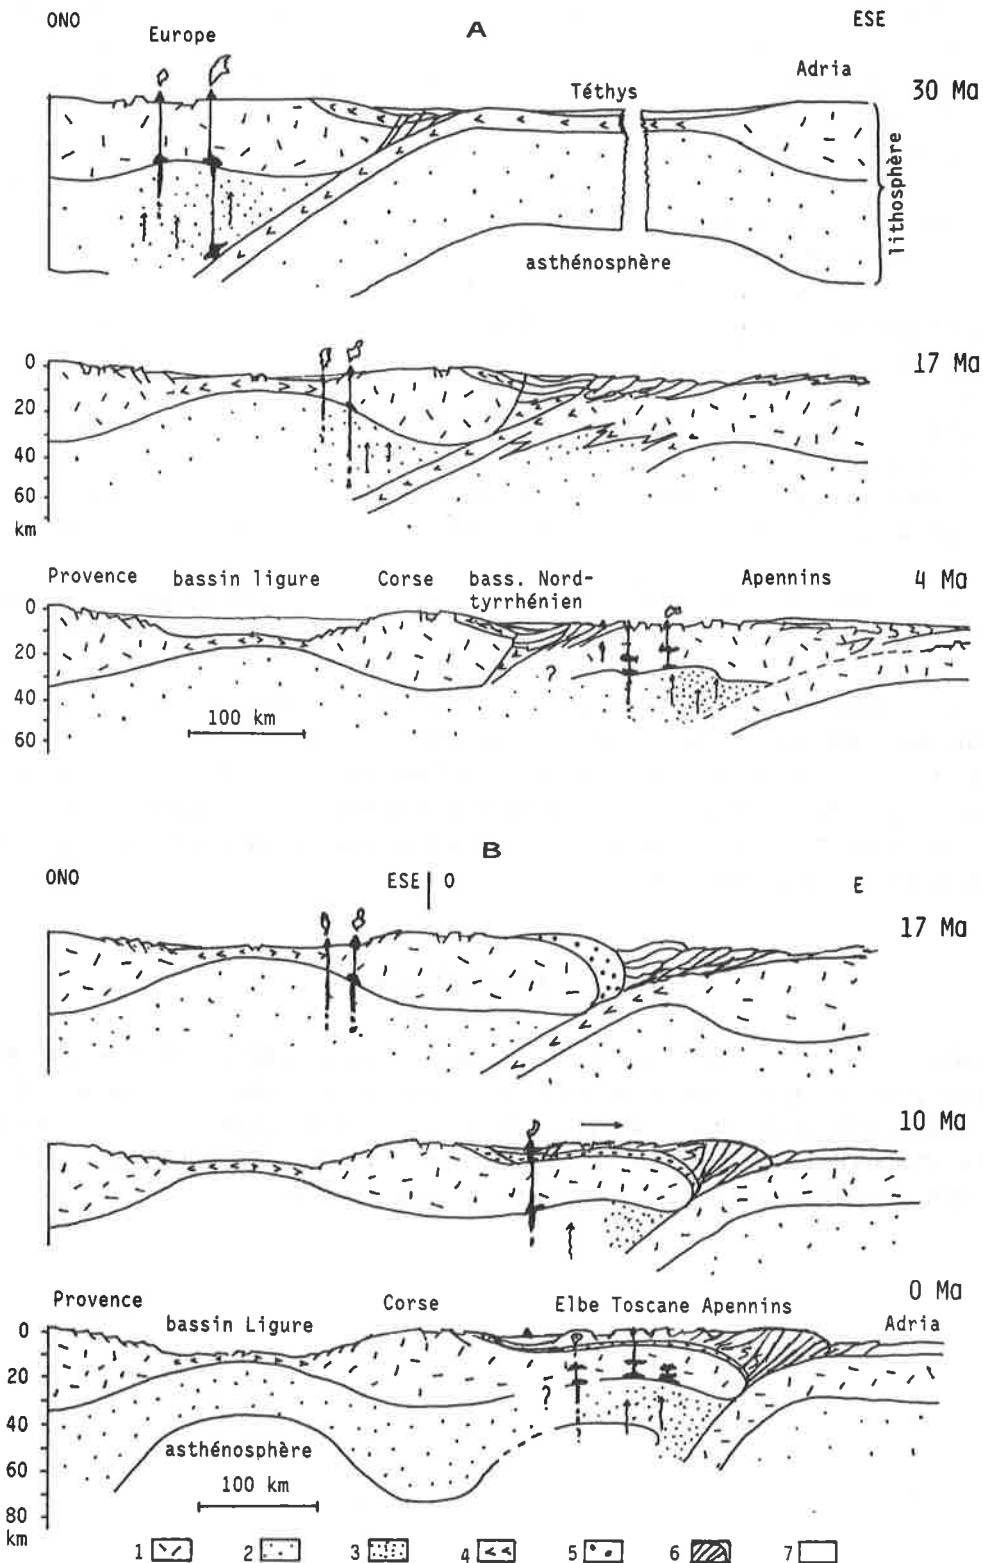 A
ONO
ESE
Europe
Adria
30 Ma
Téthys
lithosphère
asthénosphère
17 Ma
0
20
40
60
km
Provence
bassin ligure
Corse
bass. Nord-
tyrrhénien
Apennins
4 Ma
0
20
40
60
100 km
B
ONO
ESE | O
E
17 Ma
10 Ma
0 Ma
Provence
bassin Ligure
Corse
Elbe Toscane Apennins
Adria
0
20
40
60
80
km
asthénosphère
100 km
1 2 3 4 5 6 7